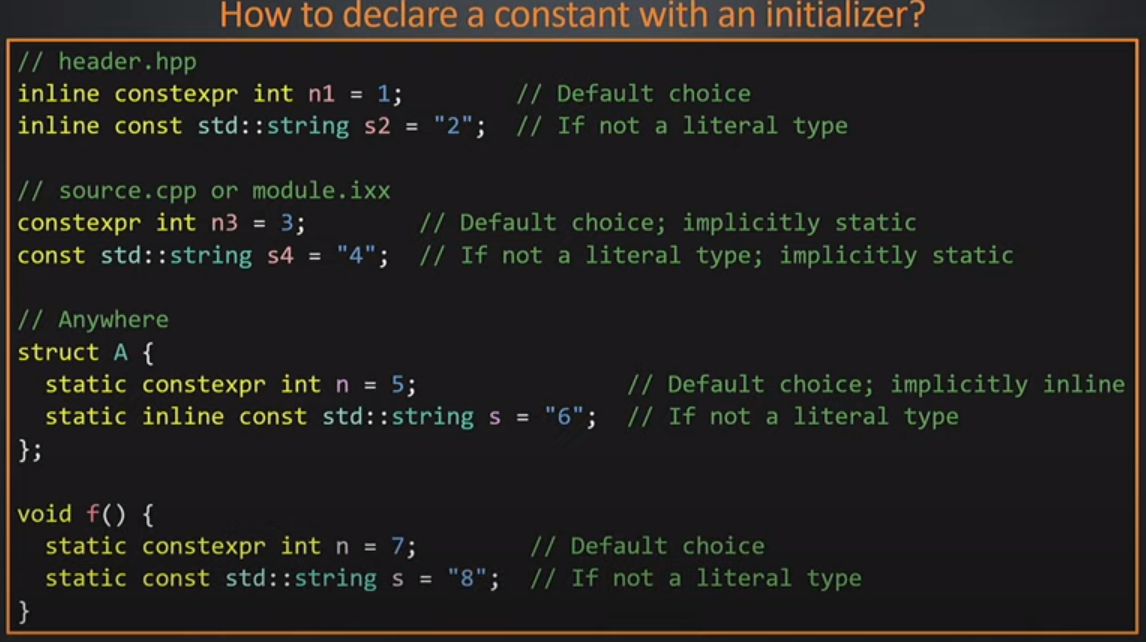 How to declare a constant with an initializer?
// header.hpp
inline constexpr int n1 = 1;        // Default choice
inline const std::string s2 = "2";  // If not a literal type
// source.cpp or module.ixx
constexpr int n3 = 3;        // Default choice; implicitly static
const std::string s4 = "4";  // If not a literal type; implicitly static
// Anywhere
struct A {
  static constexpr int n = 5;               // Default choice; implicitly inline
  static inline const std::string s = "6";  // If not a literal type
};
void f() {
  static constexpr int n = 7;        // Default choice
  static const std::string s = "8";  // If not a literal type
}